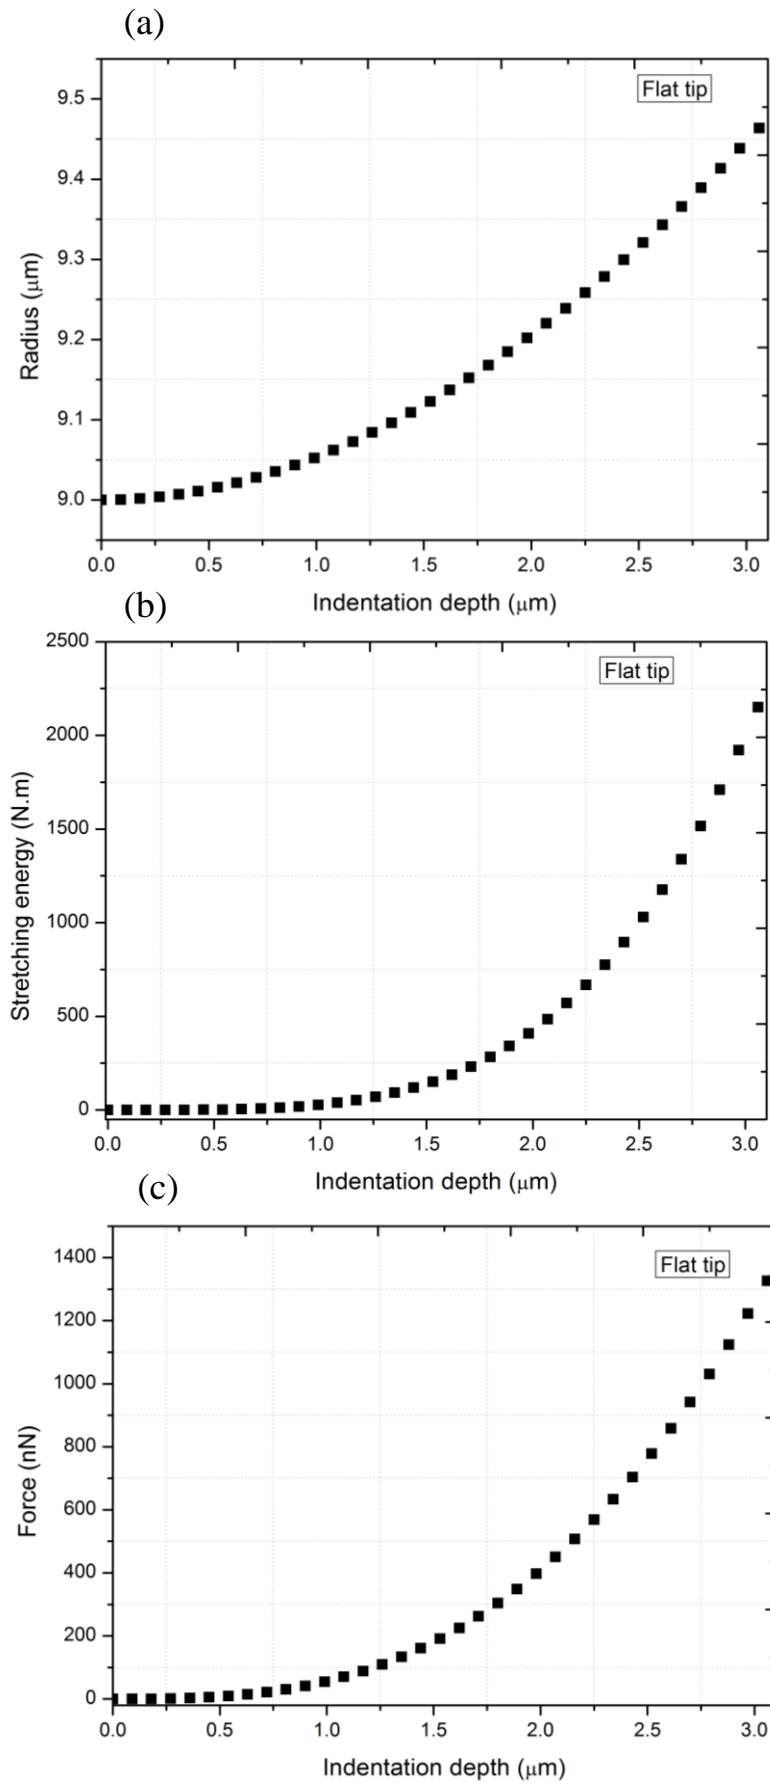 (a)
Flat tip
9.5
9.4
9.3
9.2
9.1
9.0
Radius (μm)
0.0 0.5 1.0 1.5 2.0 2.5 3.0
Indentation depth (μm)
(b)
Flat tip
2500
2000
1500
1000
500
0
Stretching energy (N.m)
0.0 0.5 1.0 1.5 2.0 2.5 3.0
Indentation depth (μm)
(c)
Flat tip
1400
1200
1000
800
600
400
200
0
Force (nN)
0.0 0.5 1.0 1.5 2.0 2.5 3.0
Indentation depth (μm)